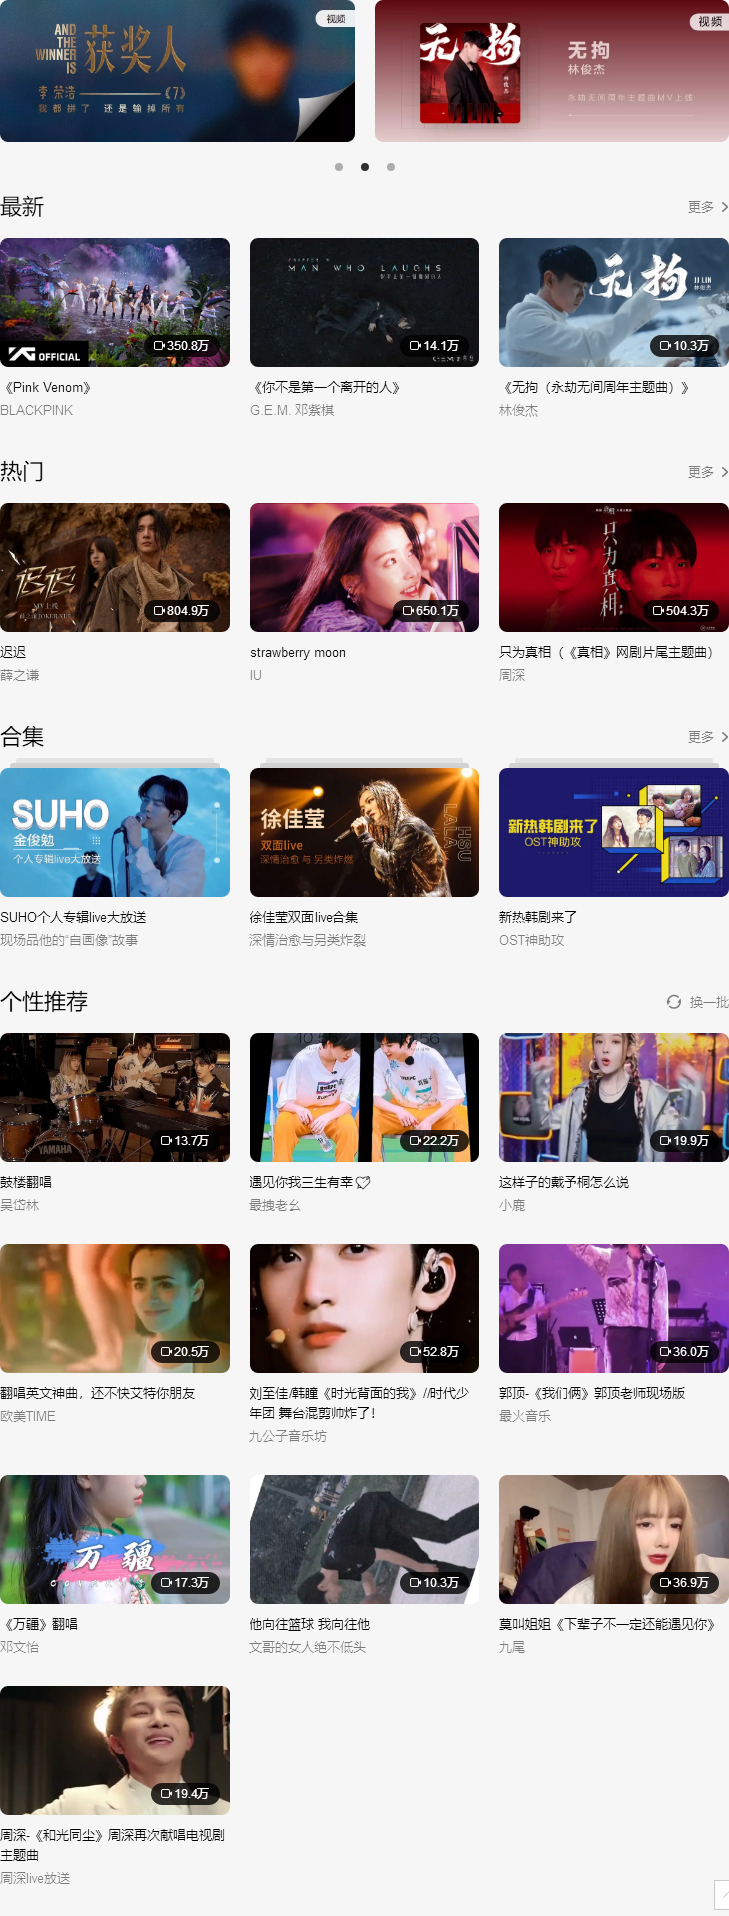 AND
THE
WINNER
IS
获奖人
李荣浩
《7》
我都拼了 还是输掉所有
视频
无拘
林俊杰
无拘
林俊杰
永劫无间周年主题曲MV上线
视频
最新
更多
YG OFFICIAL
350.8万
MAN WHO LAUGHS
你不是第一个离开的人
14.1万
无拘
JJ LIN
林俊杰
10.3万
《Pink Venom》
BLACKPINK
《你不是第一个离开的人》
G.E.M. 邓紫棋
《无拘（永劫无间周年主题曲）》
林俊杰
热门
更多
迟迟
MV上线
804.9万
650.1万
只为真相
504.3万
迟迟
薛之谦
strawberry moon
IU
只为真相（《真相》网剧片尾主题曲）
周深
合集
更多
SUHO
金俊勉
个人专辑live大放送
徐佳莹
双面live
深情治愈 与 另类炸燃
HSU
LALA
新热韩剧来了
OST神助攻
SUHO个人专辑live大放送
现场品他的“自画像”故事
徐佳莹双面live合集
深情治愈与另类炸裂
新热韩剧来了
OST神助攻
个性推荐
换一批
YAMAHA
13.7万
22.2万
19.9万
鼓楼翻唱
吴岱林
遇见你我三生有幸
最拽老幺
这样子的戴予桐怎么说
小鹿
20.5万
52.8万
36.0万
翻唱英文神曲，还不快艾特你朋友
欧美TIME
刘至佳/韩瞳《时光背面的我》//时代少
年团 舞台混剪帅炸了！
九公子音乐坊
郭顶-《我们俩》郭顶老师现场版
最火音乐
万疆
COVER
17.3万
10.3万
36.9万
《万疆》翻唱
邓文怡
他向往篮球 我向往他
文哥的女人绝不低头
莫叫姐姐《下辈子不一定还能遇见你》
九尾
19.4万
周深-《和光同尘》周深再次献唱电视剧
主题曲
周深live放送